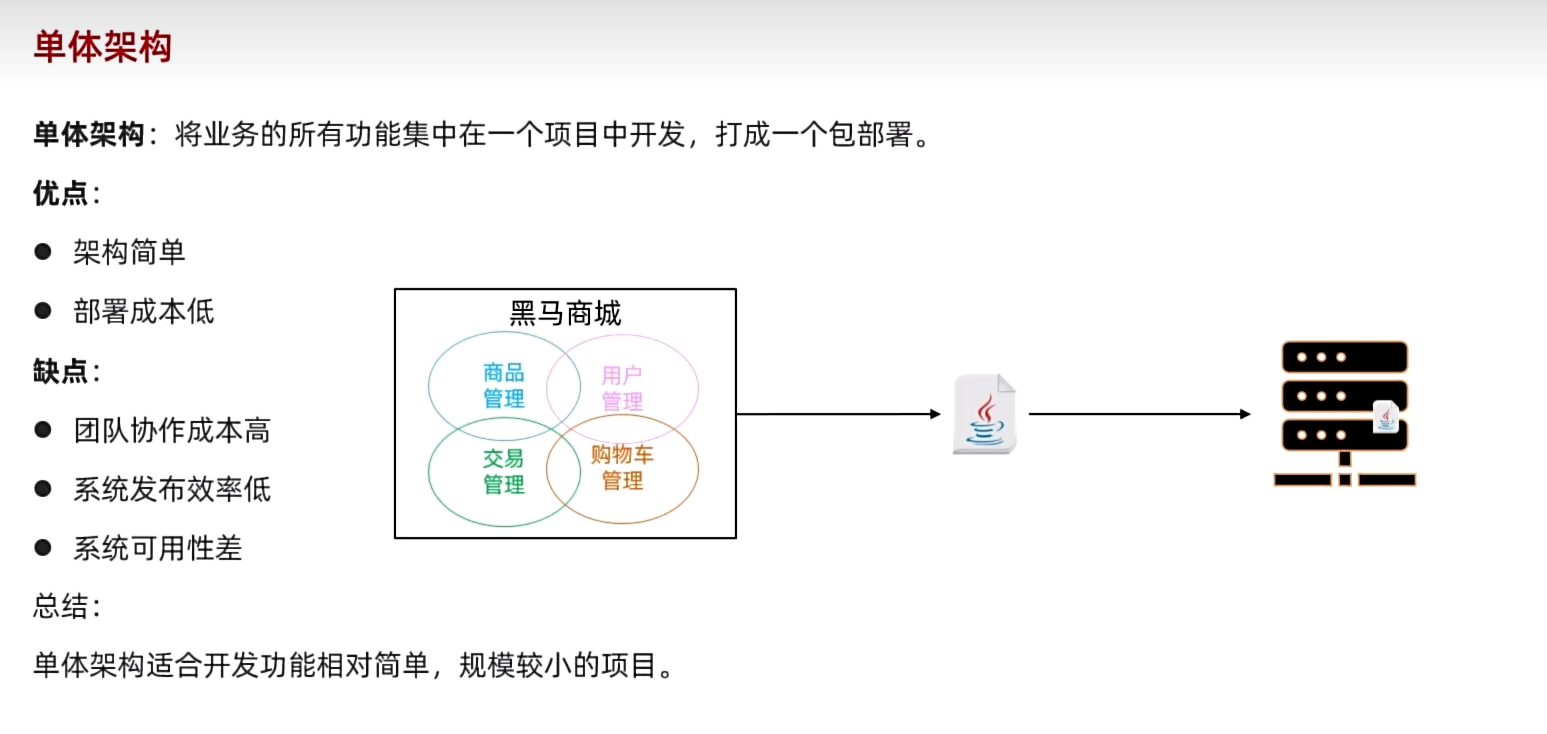 单体架构
单体架构：将业务的所有功能集中在一个项目中开发，打成一个包部署。
优点：
● 架构简单
● 部署成本低
缺点：
● 团队协作成本高
● 系统发布效率低
● 系统可用性差
总结：
单体架构适合开发功能相对简单，规模较小的项目。
黑马商城
商品
管理
用户
管理
交易
管理
购物车
管理